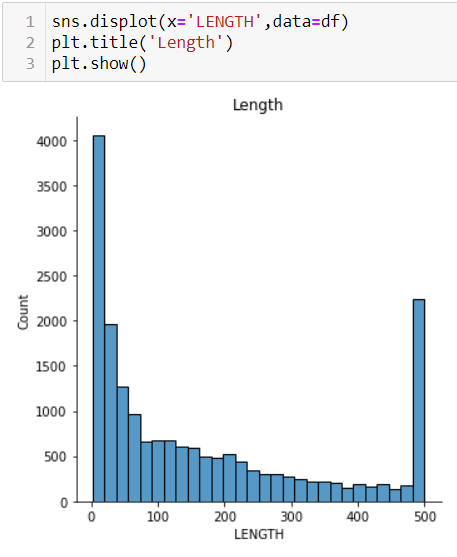 1 sns.displot(x='LENGTH',data=df)
2 plt.title('Length')
3 plt.show()
Length
4000
3500
3000
2500
2000
1500
1000
500
0
Count
0 100 200 300 400 500
LENGTH